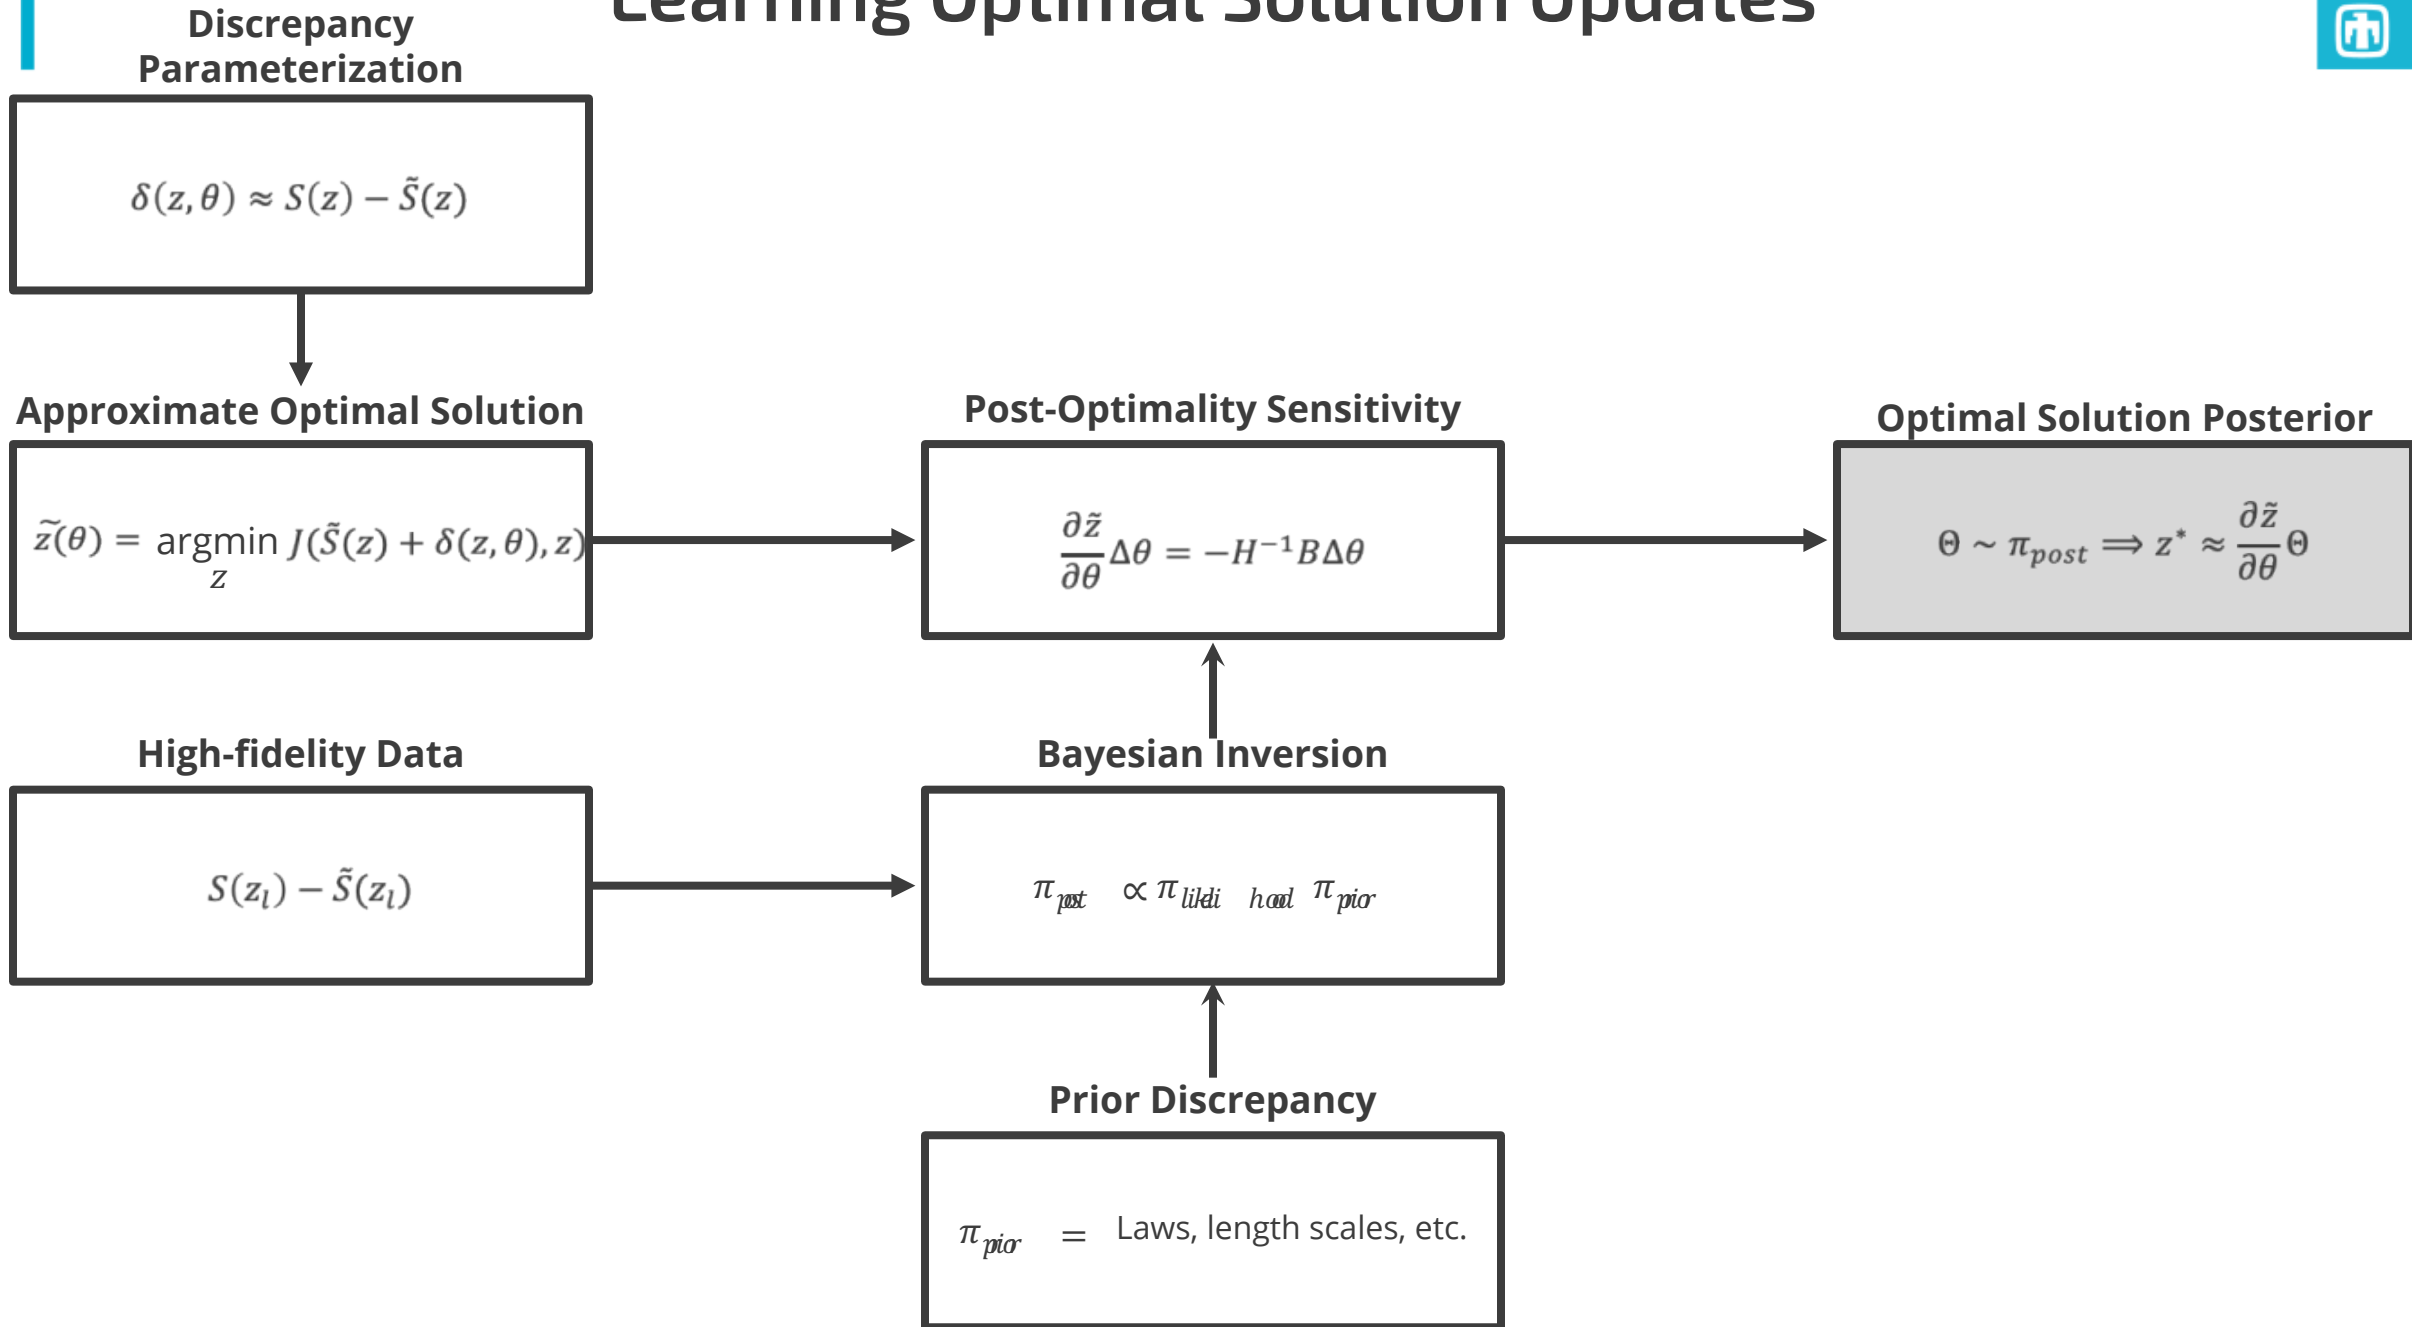 Learning Optimal Solution Updates
Discrepancy
Parameterization
δ(z, θ) ≈ S(z) − S̃(z)
Approximate Optimal Solution
z̃(θ) = argmin J(S̃(z) + δ(z, θ), z)
z
Post-Optimality Sensitivity
∂z̃/∂θ Δθ = −H⁻¹BΔθ
Optimal Solution Posterior
Θ ~ π_post ⟹ z* ≈ ∂z̃/∂θ Θ
High-fidelity Data
S(z_l) − S̃(z_l)
Bayesian Inversion
π_post ∝ π_likelihood π_prior
Prior Discrepancy
π_prior = Laws, length scales, etc.